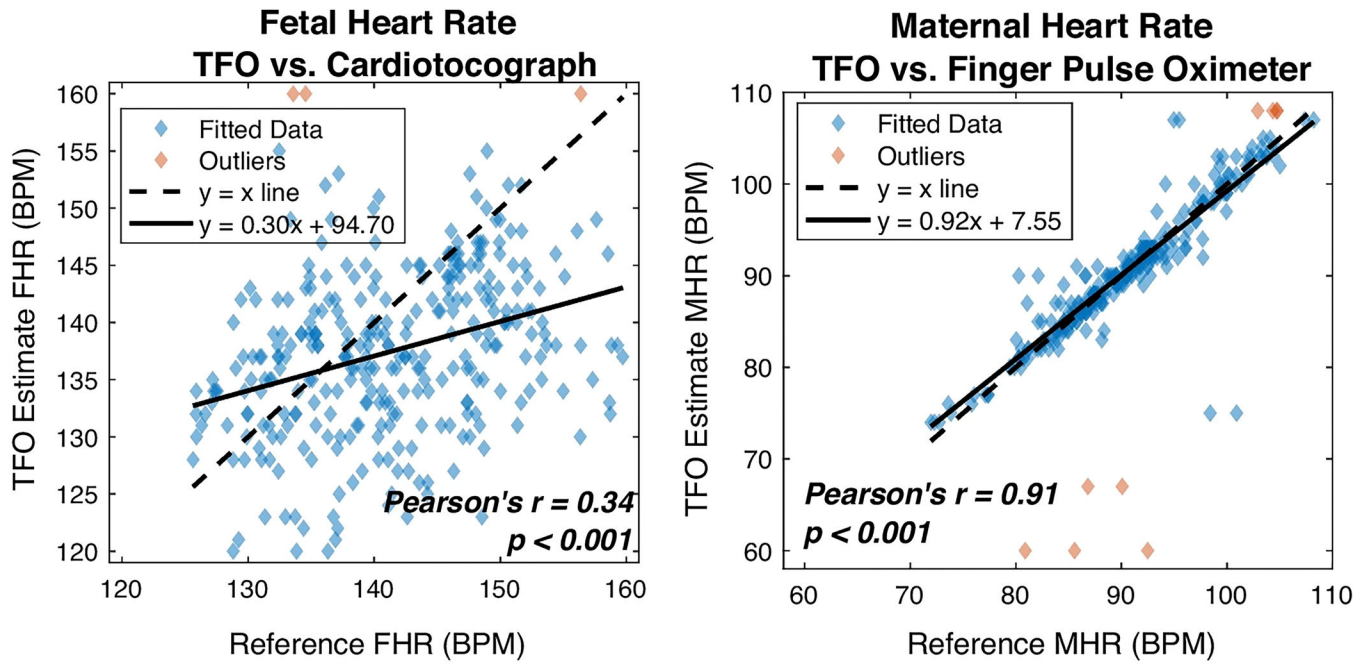 Fetal Heart Rate
TFO vs. Cardiotocograph
160
155
150
145
140
135
130
125
120
TFO Estimate FHR (BPM)
Fitted Data
Outliers
y = x line
y = 0.30x + 94.70
Pearson's r = 0.34
p < 0.001
120 130 140 150 160
Reference FHR (BPM)
Maternal Heart Rate
TFO vs. Finger Pulse Oximeter
110
100
90
80
70
60
TFO Estimate MHR (BPM)
Fitted Data
Outliers
y = x line
y = 0.92x + 7.55
Pearson's r = 0.91
p < 0.001
60 70 80 90 100 110
Reference MHR (BPM)